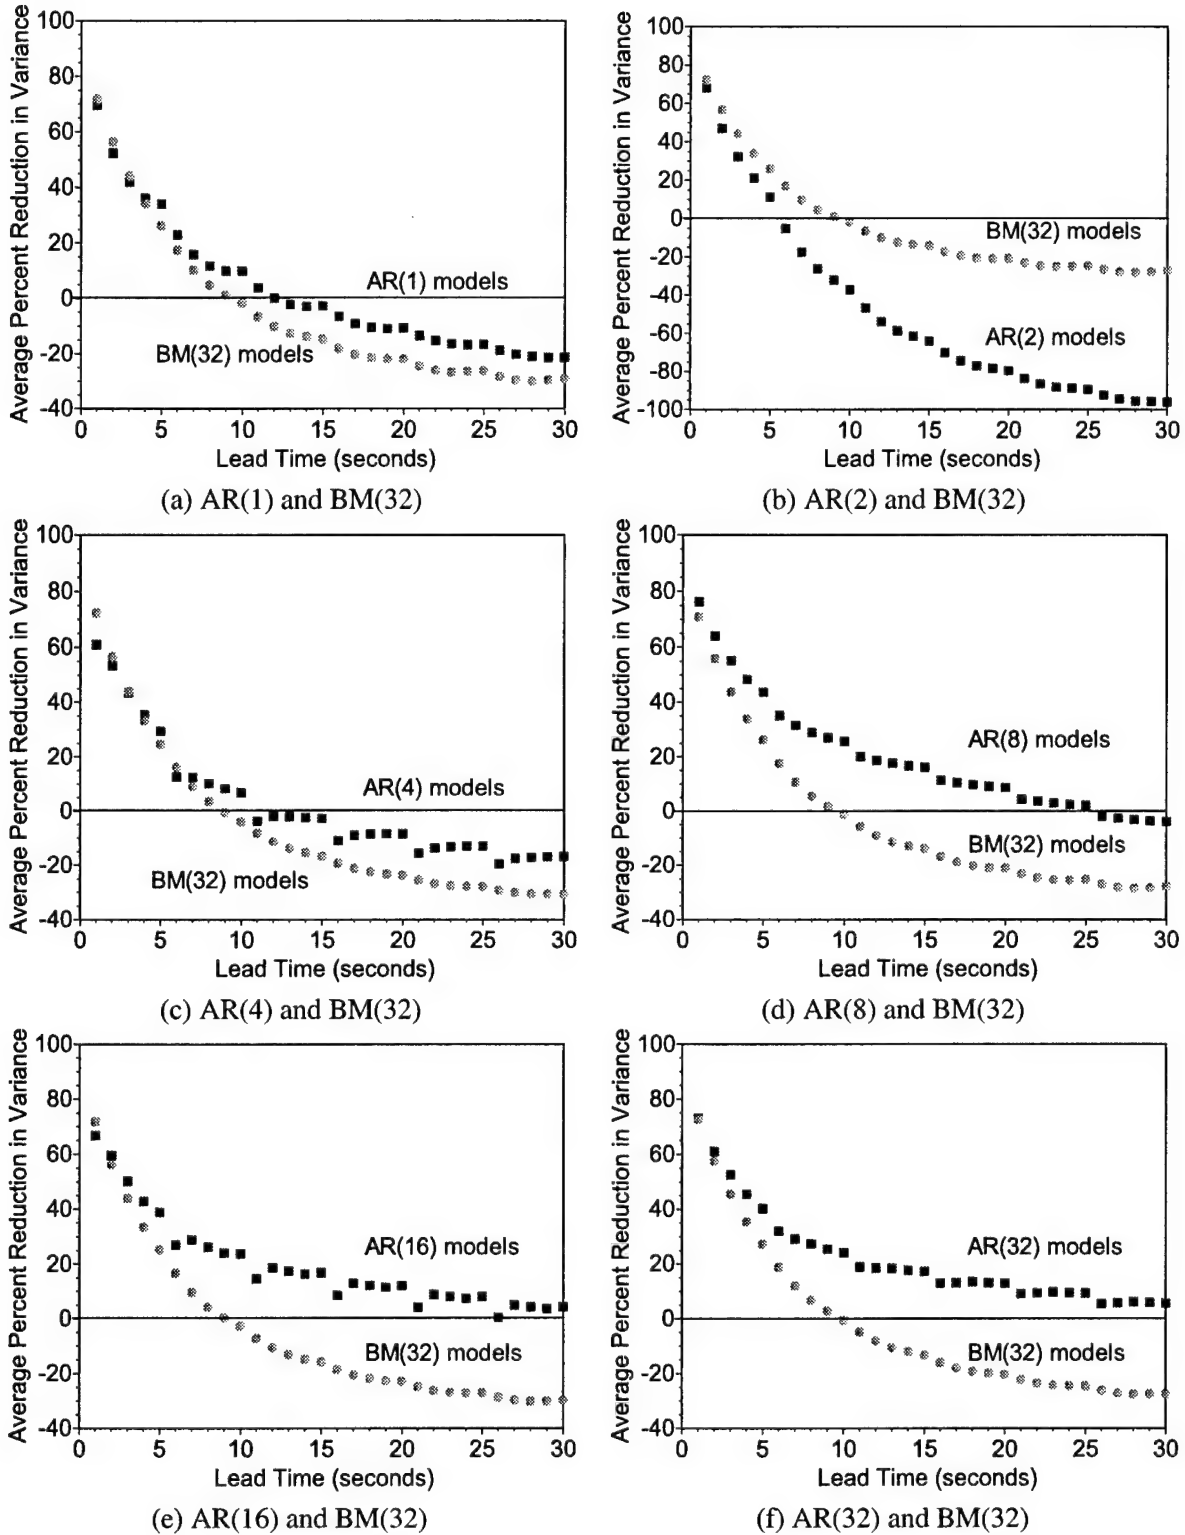 Average Percent Reduction in Variance
100
80
60
40
20
0
-20
-40
AR(1) models
BM(32) models
0 5 10 15 20 25 30
Lead Time (seconds)
(a) AR(1) and BM(32)
Average Percent Reduction in Variance
100
80
60
40
20
0
-20
-40
-60
-80
-100
BM(32) models
AR(2) models
0 5 10 15 20 25 30
Lead Time (seconds)
(b) AR(2) and BM(32)
Average Percent Reduction in Variance
100
80
60
40
20
0
-20
-40
AR(4) models
BM(32) models
0 5 10 15 20 25 30
Lead Time (seconds)
(c) AR(4) and BM(32)
Average Percent Reduction in Variance
100
80
60
40
20
0
-20
-40
AR(8) models
BM(32) models
0 5 10 15 20 25 30
Lead Time (seconds)
(d) AR(8) and BM(32)
Average Percent Reduction in Variance
100
80
60
40
20
0
-20
-40
AR(16) models
BM(32) models
0 5 10 15 20 25 30
Lead Time (seconds)
(e) AR(16) and BM(32)
Average Percent Reduction in Variance
100
80
60
40
20
0
-20
-40
AR(32) models
BM(32) models
0 5 10 15 20 25 30
Lead Time (seconds)
(f) AR(32) and BM(32)